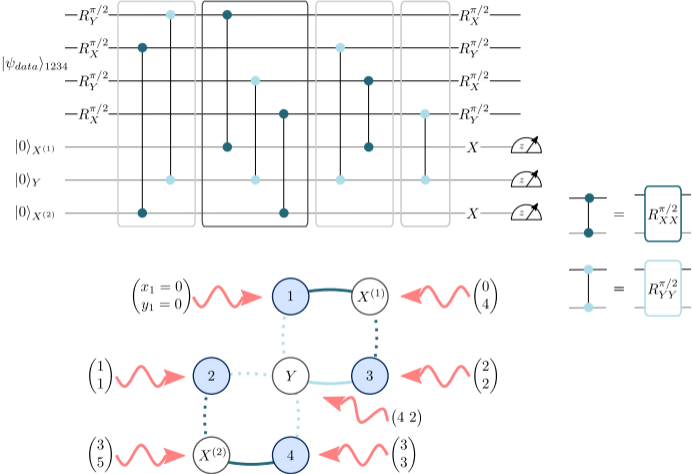 R_Y^{π/2} R_X^{π/2}
R_X^{π/2} R_Y^{π/2}
|ψ_{data}⟩_{1234}
R_Y^{π/2} R_X^{π/2}
R_X^{π/2} R_Y^{π/2}
|0⟩_{X^{(1)}} X z
|0⟩_Y z
|0⟩_{X^{(2)}} X z
= R_{XX}^{π/2}
= R_{YY}^{π/2}
(x_1 = 0 y_1 = 0) 1 X^{(1)} (0 4)
(1 1) 2 Y 3 (2 2)
(4 2)
(3 5) X^{(2)} 4 (3 3)